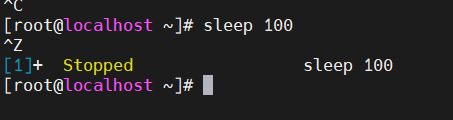 ^C
[root@localhost ~]# sleep 100
^Z
[1]+  Stopped                 sleep 100
[root@localhost ~]#